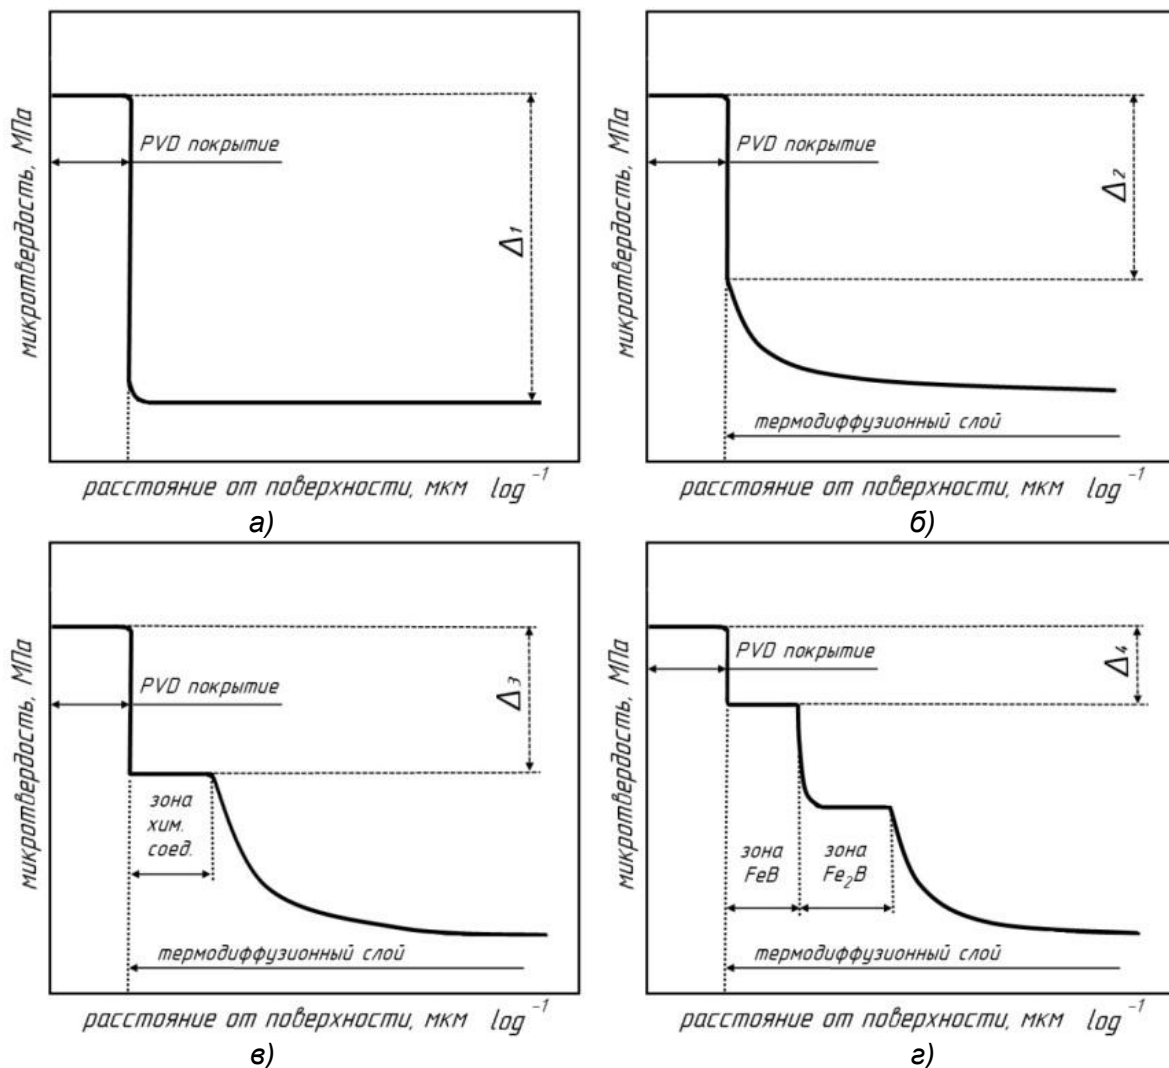 микротвердость, МПа
PVD покрытие
Δ1
расстояние от поверхности, мкм log⁻¹
а)
микротвердость, МПа
PVD покрытие
Δ2
термодиффузионный слой
расстояние от поверхности, мкм log⁻¹
б)
микротвердость, МПа
PVD покрытие
Δ3
зона
хим.
соед.
термодиффузионный слой
расстояние от поверхности, мкм log⁻¹
в)
микротвердость, МПа
PVD покрытие
Δ4
зона
FeB
зона
Fe₂B
термодиффузионный слой
расстояние от поверхности, мкм log⁻¹
г)